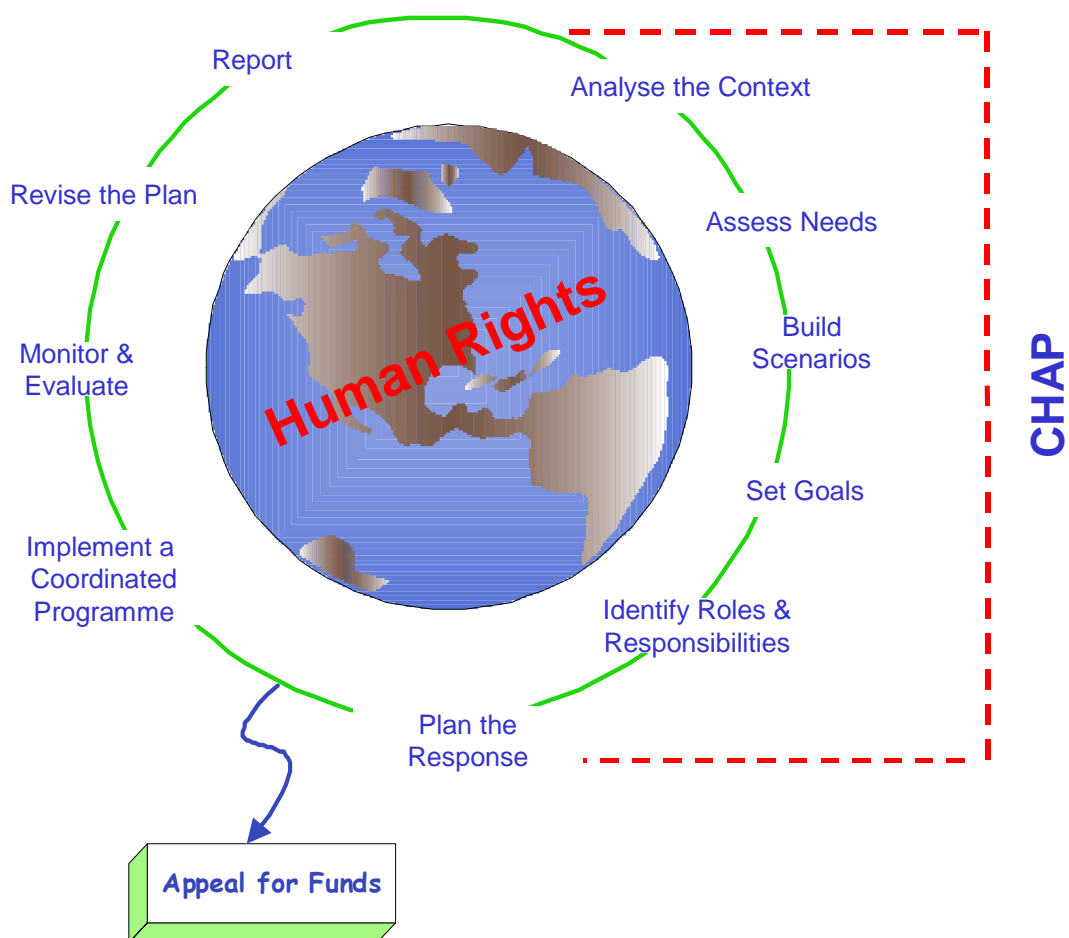 Report
Analyse the Context
Revise the Plan
Assess Needs
Human Rights
Build
Scenarios
CHAP
Monitor &
Evaluate
Set Goals
Implement a
Coordinated
Programme
Identify Roles &
Responsibilities
Plan the
Response
Appeal for Funds